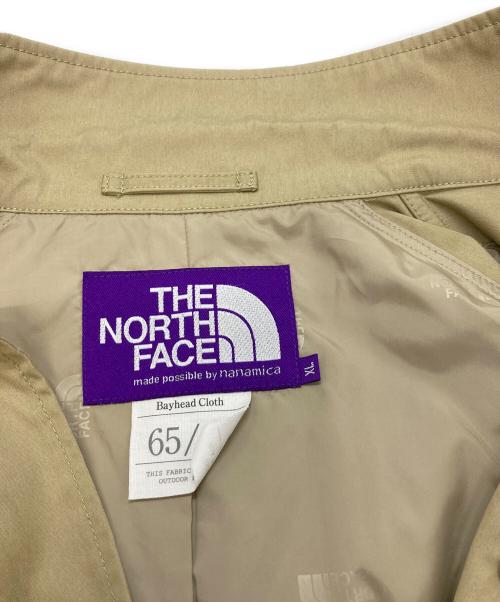 THE
NORTH
FACE
made possible by nanamica
XL
Bayhead Cloth
65/
THIS FABRIC
OUTDOOR